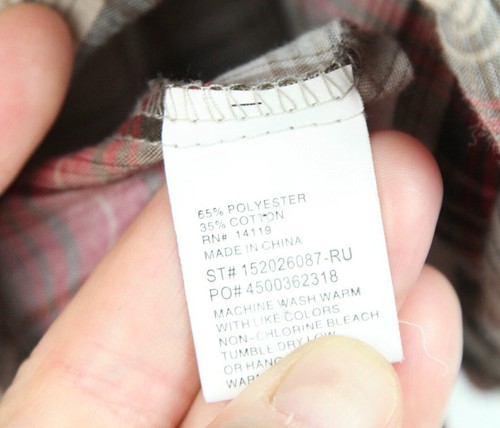 65% POLYESTER
35% COTTON
RN# 14119
MADE IN CHINA
ST# 152026087-RU
PO# 4500362318
MACHINE WASH WARM
WITH LIKE COLORS
NON-CHLORINE BLEACH
TUMBLE DRY LOW
OR HANG